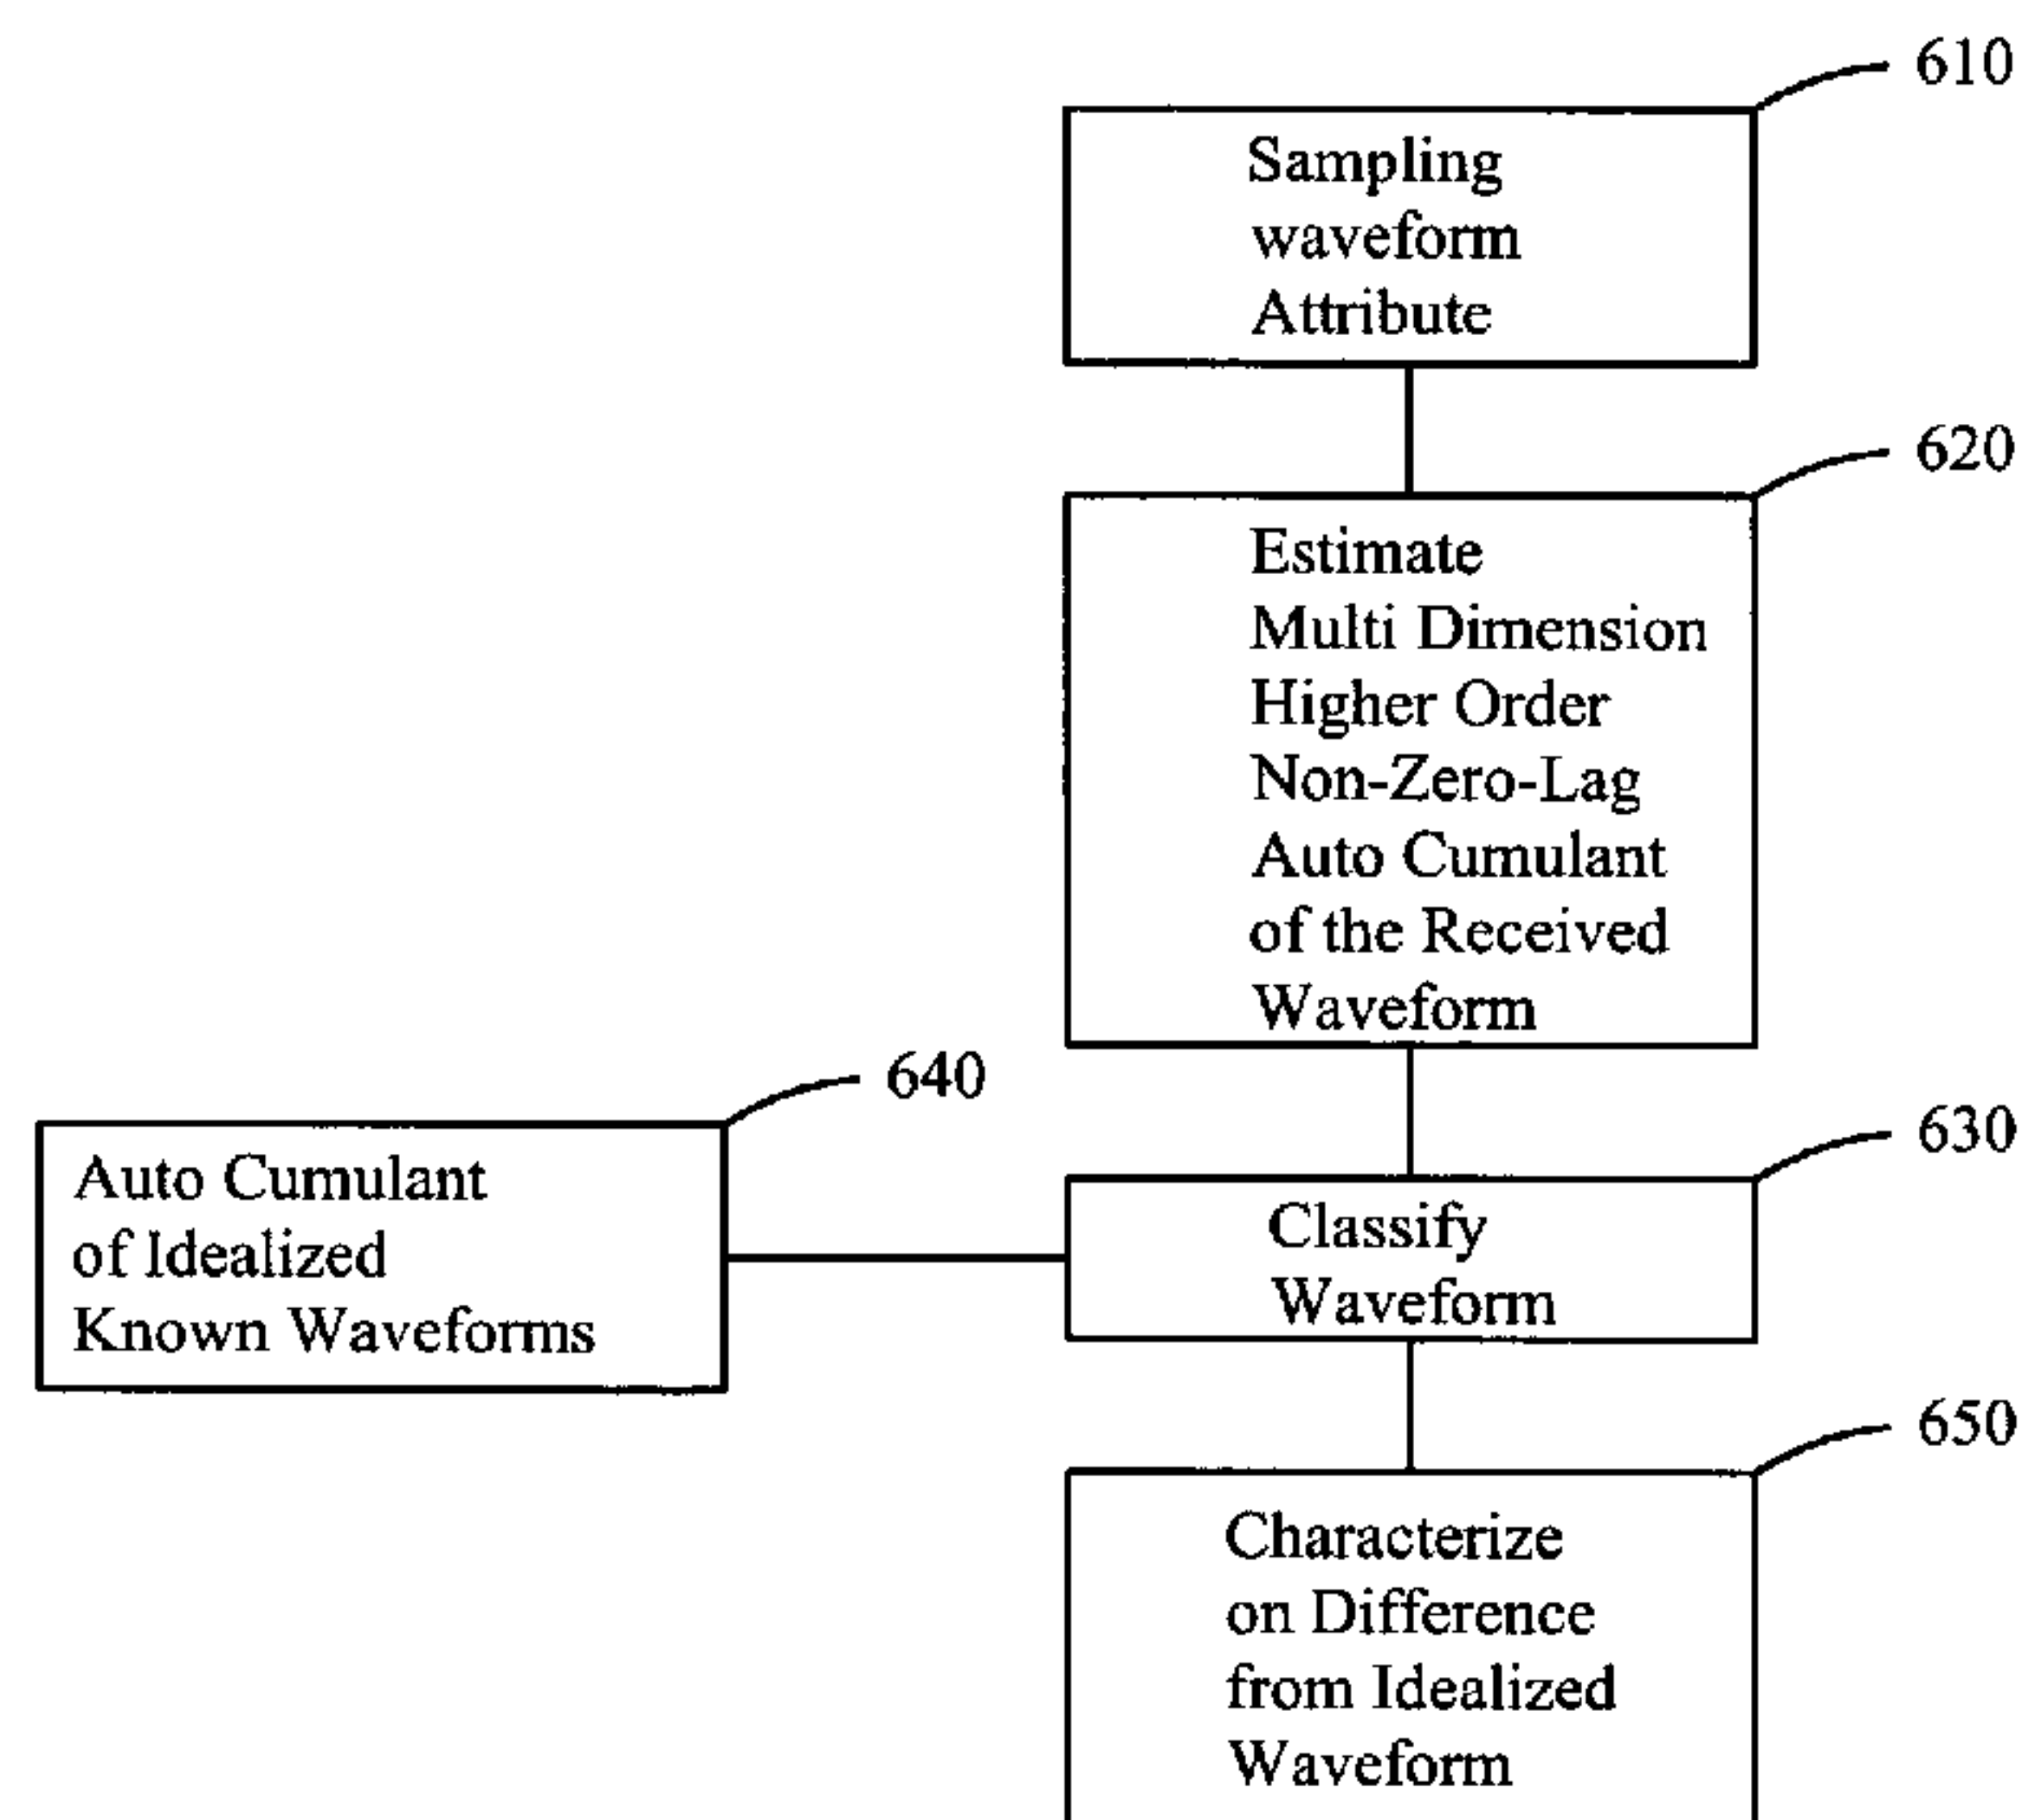 610
Sampling
waveform
Attribute
620
Estimate
Multi Dimension
Higher Order
Non-Zero-Lag
Auto Cumulant
of the Received
Waveform
640
Auto Cumulant
of Idealized
Known Waveforms
630
Classify
Waveform
650
Characterize
on Difference
from Idealized
Waveform